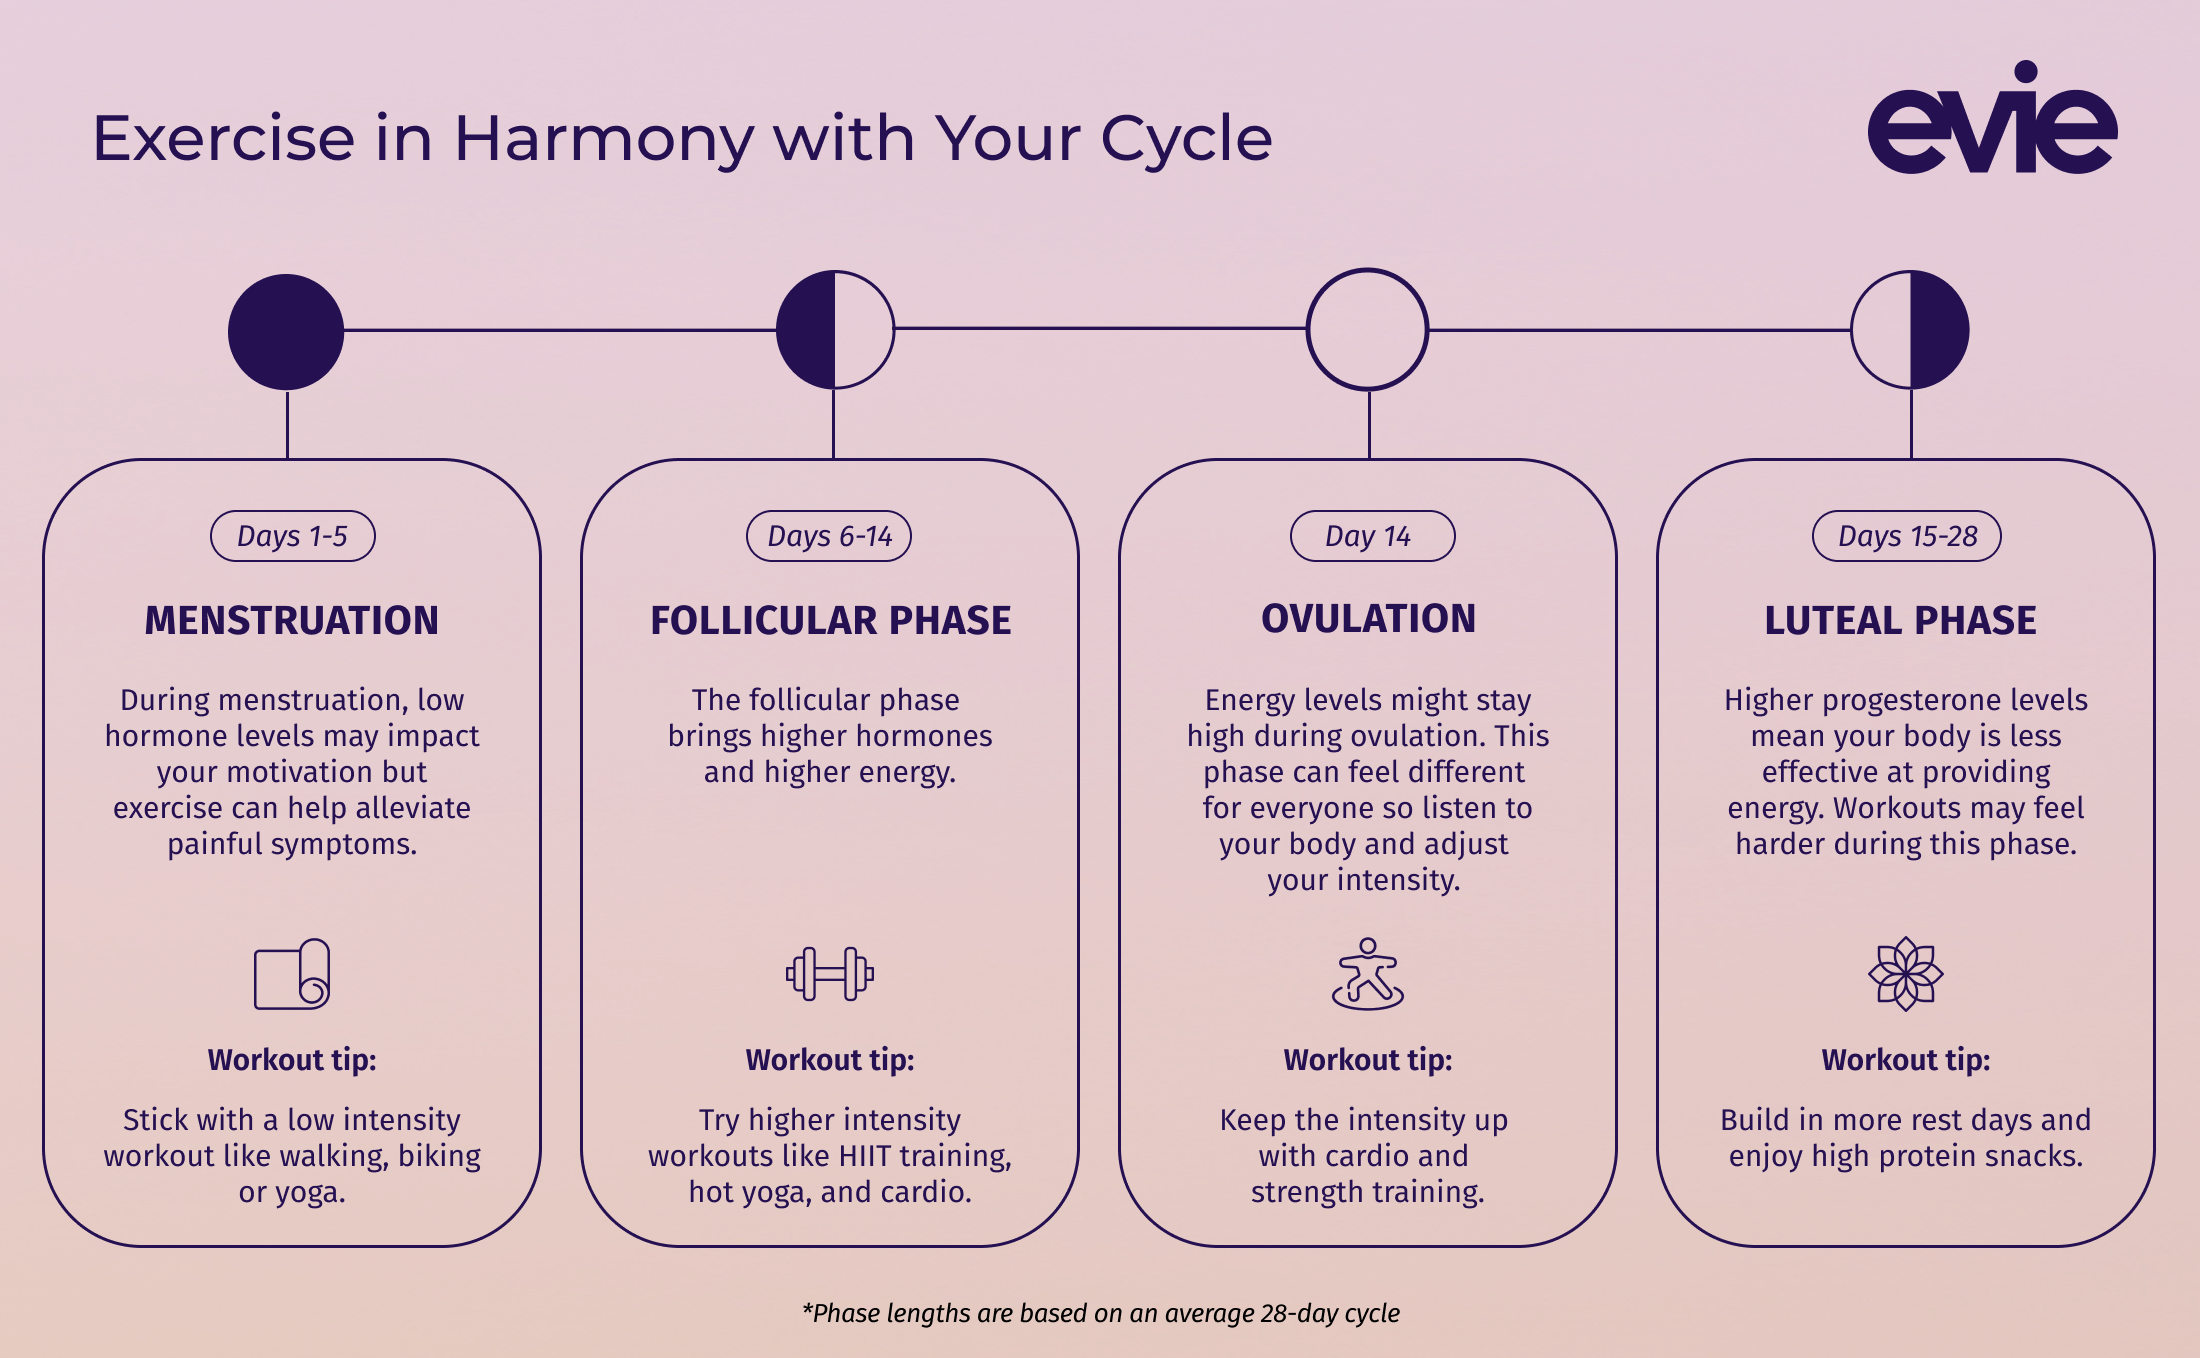 Exercise in Harmony with Your Cycle
evie
Days 1-5
MENSTRUATION
During menstruation, low
hormone levels may impact
your motivation but
exercise can help alleviate
painful symptoms.
Workout tip:
Stick with a low intensity
workout like walking, biking
or yoga.
Days 6-14
FOLLICULAR PHASE
The follicular phase
brings higher hormones
and higher energy.
Workout tip:
Try higher intensity
workouts like HIIT training,
hot yoga, and cardio.
Day 14
OVULATION
Energy levels might stay
high during ovulation. This
phase can feel different
for everyone so listen to
your body and adjust
your intensity.
Workout tip:
Keep the intensity up
with cardio and
strength training.
Days 15-28
LUTEAL PHASE
Higher progesterone levels
mean your body is less
effective at providing
energy. Workouts may feel
harder during this phase.
Workout tip:
Build in more rest days and
enjoy high protein snacks.
*Phase lengths are based on an average 28-day cycle